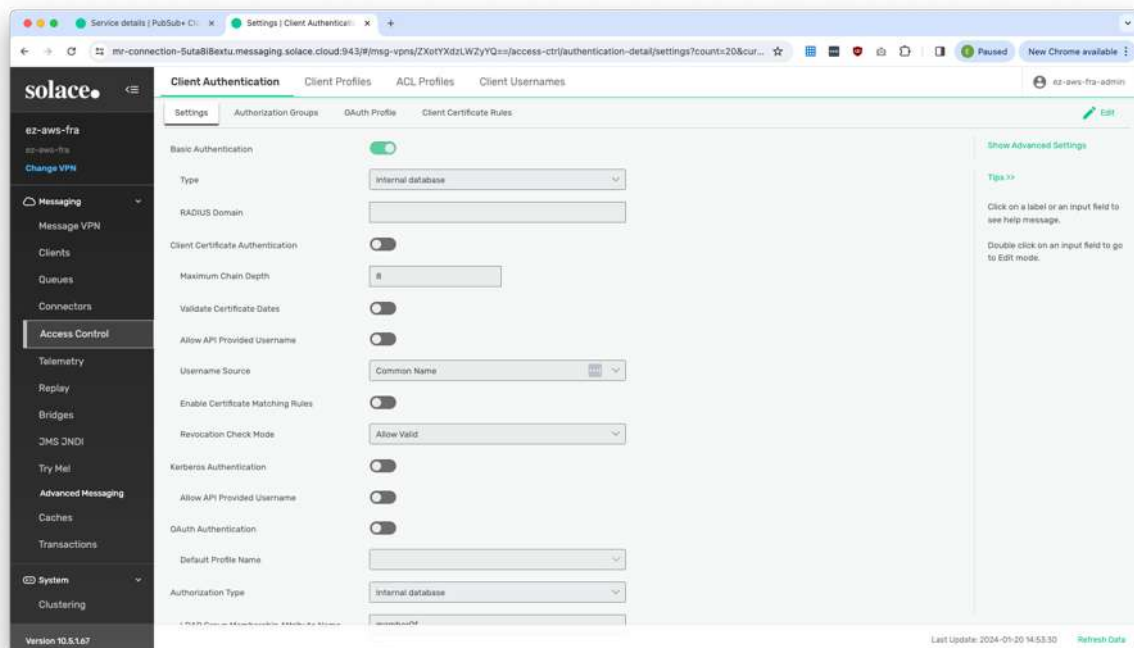 Service details | PubSub+ Cl
Settings | Client Authenticati
mr-connection-5uta8i8extu.messaging.solace.cloud:943/#/msg-vpns/ZXotYXdzLWZyYQ==/access-ctrl/authentication-detail/settings?count=20&cur...
Paused
New Chrome available
solace.
Client Authentication
Client Profiles
ACL Profiles
Client Usernames
ez-aws-fra-admin
Settings
Authorization Groups
OAuth Profile
Client Certificate Rules
Edit
ez-aws-fra
ez-aws-fra
Change VPN
Messaging
Message VPN
Clients
Queues
Connectors
Access Control
Telemetry
Replay
Bridges
JMS JNDI
Try Me!
Advanced Messaging
Caches
Transactions
System
Clustering
Version 10.5.1.67
Basic Authentication
Type
Internal database
RADIUS Domain
Client Certificate Authentication
Maximum Chain Depth
8
Validate Certificate Dates
Allow API Provided Username
Username Source
Common Name
Enable Certificate Matching Rules
Revocation Check Mode
Allow Valid
Kerberos Authentication
Allow API Provided Username
OAuth Authentication
Default Profile Name
Authorization Type
Internal database
LDAP Group Membership Attribute Name
memberOf
Show Advanced Settings
Tips >>
Click on a label or an input field to
see help message.
Double click on an input field to go
to Edit mode.
Last Update: 2024-01-20 14:53:30
Refresh Data